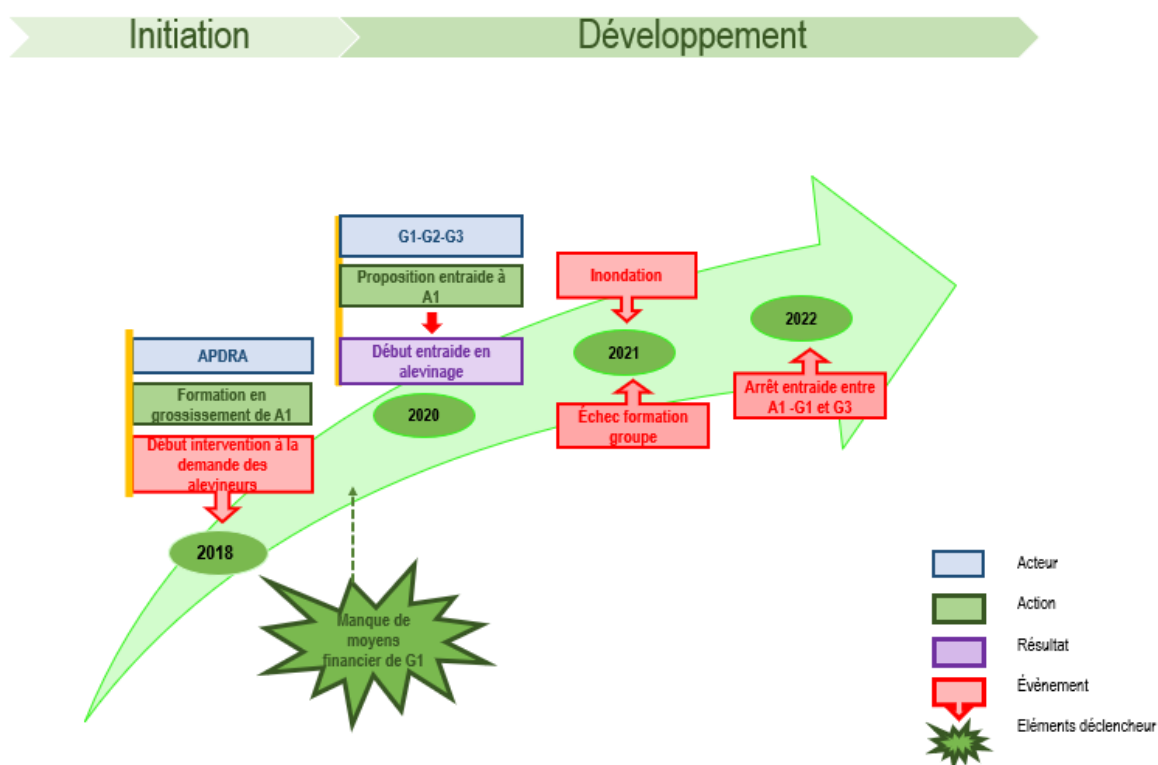 Initiation
Développement
G1-G2-G3
Proposition entraide à
A1
Début entraide en
alevinage
2020
APDRA
Formation en
grossissement de A1
Début intervention à la
demande des
alevineurs
2018
Manque de
moyens
financier de G1
Inondation
2021
Échec formation
groupe
2022
Arrêt entraide entre
A1 -G1 et G3
Acteur
Action
Résultat
Évènement
Eléments déclencheur